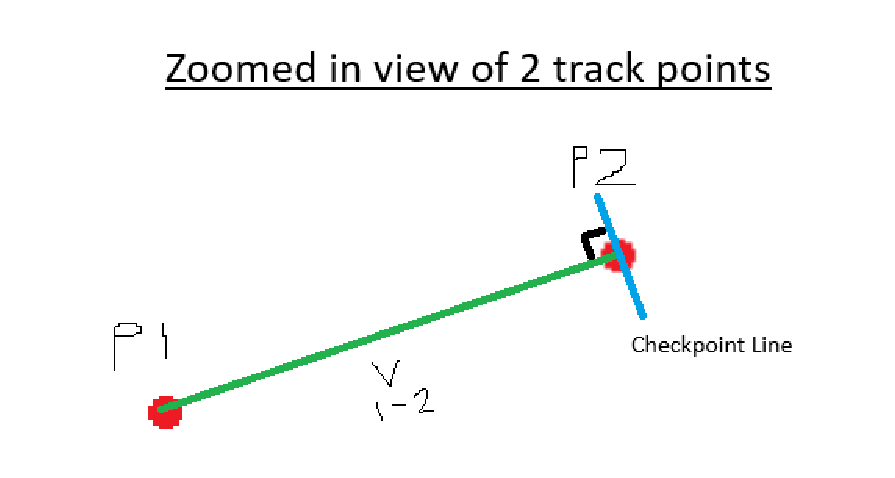 Zoomed in view of 2 track points
P2
Checkpoint Line
P1
V
1-2